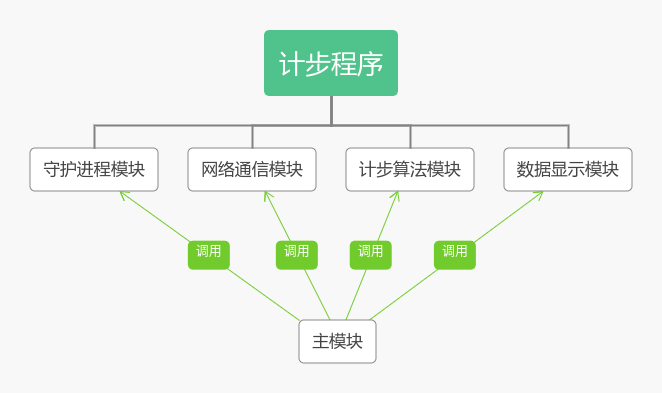 计步程序
守护进程模块
网络通信模块
计步算法模块
数据显示模块
调用
调用
调用
调用
主模块